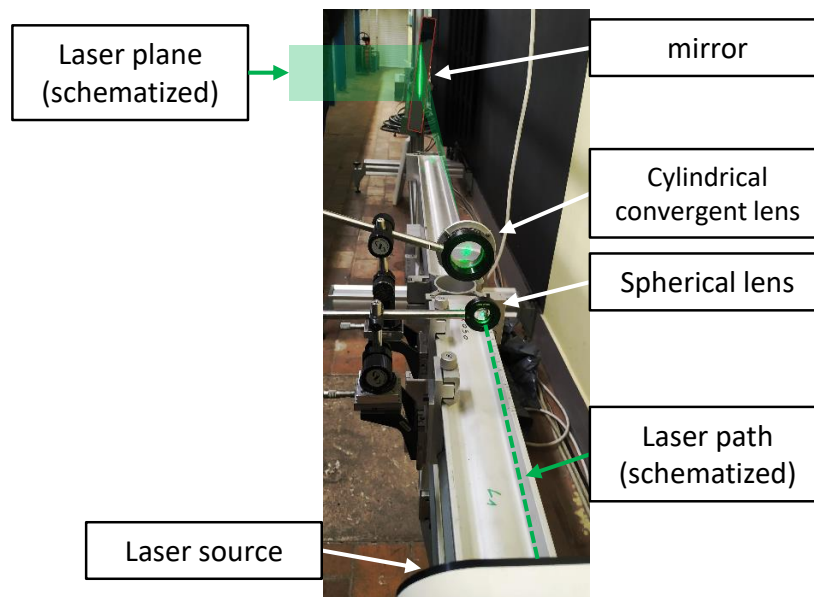 Laser plane
(schematized)
mirror
Cylindrical
convergent lens
Spherical lens
Laser path
(schematized)
Laser source